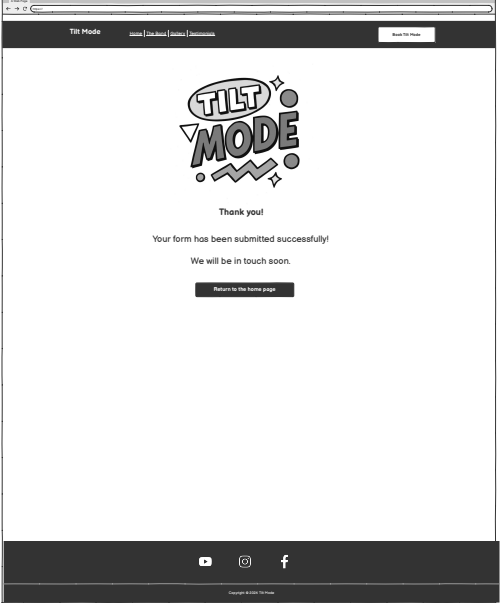 Tilt Mode
Home | The Band | Gallery | Testimonials
Book Tilt Mode
TILT
MODE
Thank you!
Your form has been submitted successfully!
We will be in touch soon.
Return to the home page
Copyright © 2024 Tilt Mode